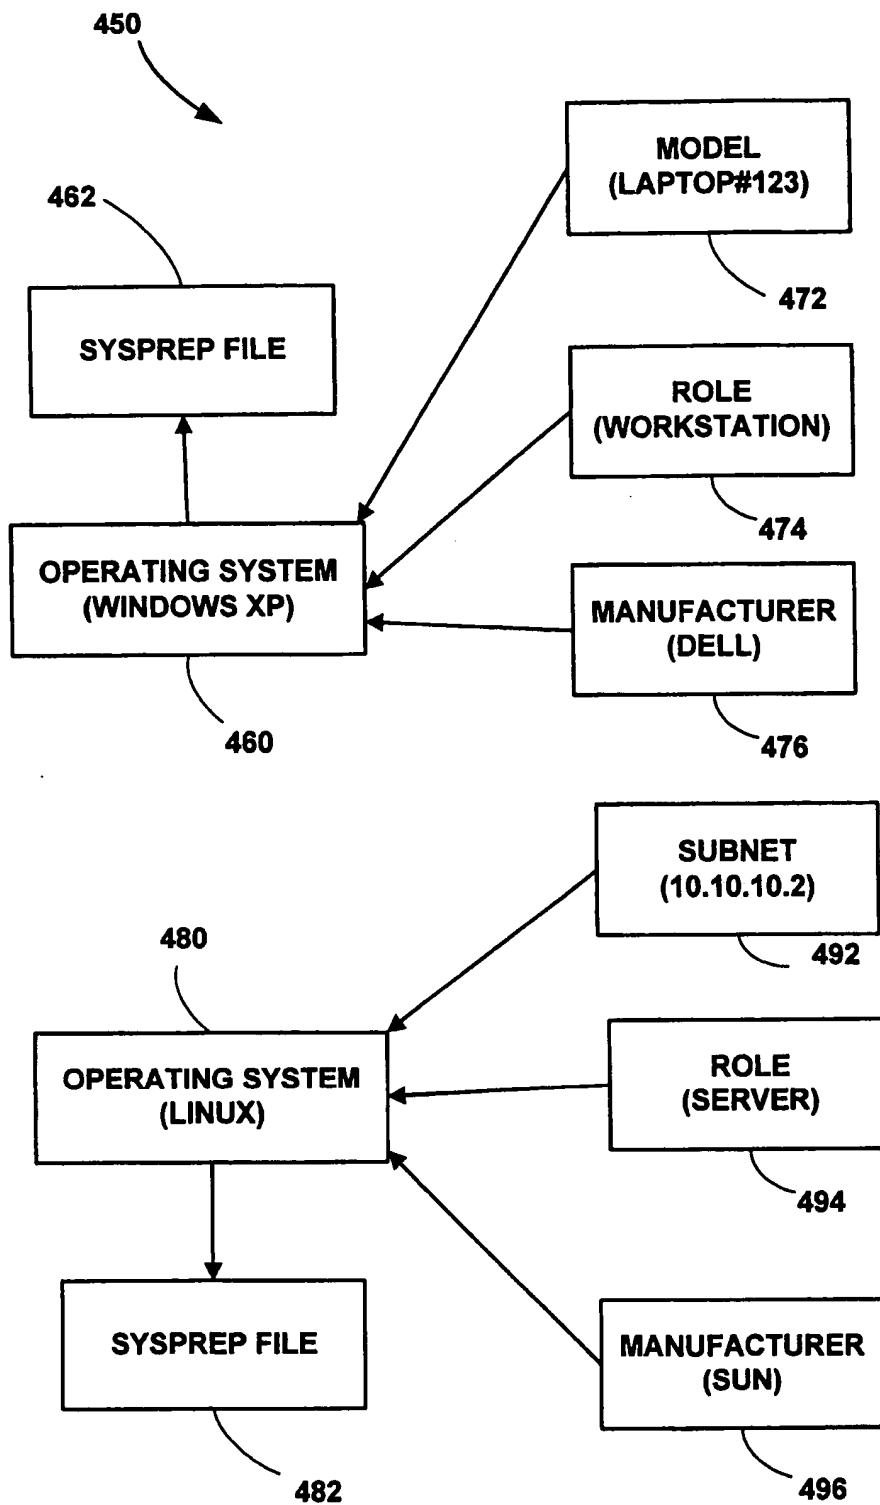 450
MODEL
(LAPTOP#123)
472
462
SYSPREP FILE
ROLE
(WORKSTATION)
474
OPERATING SYSTEM
(WINDOWS XP)
460
MANUFACTURER
(DELL)
476
SUBNET
(10.10.10.2)
492
480
OPERATING SYSTEM
(LINUX)
ROLE
(SERVER)
494
SYSPREP FILE
482
MANUFACTURER
(SUN)
496